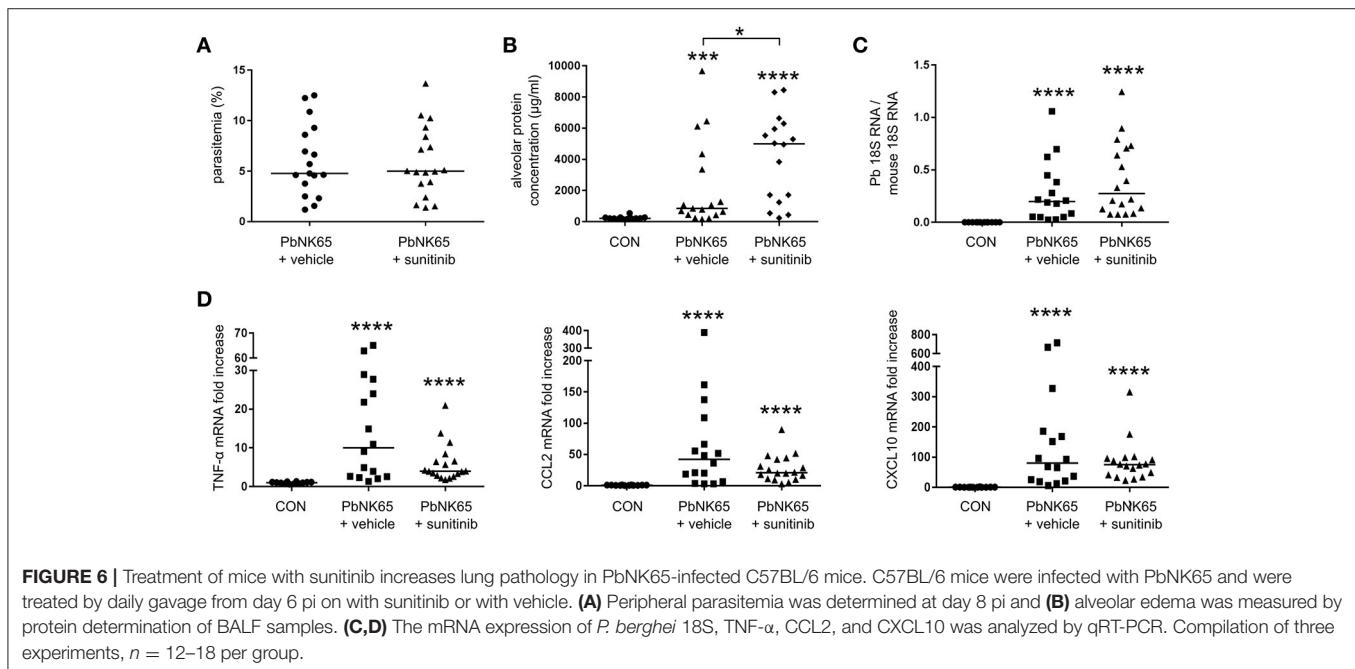 A
parasitemia (%)
15
10
5
0
PbNK65
+ vehicle
PbNK65
+ sunitinib
B
alveolar protein
concentration (µg/ml)
10000
8000
6000
4000
2000
0
*
***
****
CON
PbNK65
+ vehicle
PbNK65
+ sunitinib
C
Pb 18S RNA /
mouse 18S RNA
1.5
1.0
0.5
0.0
****
****
CON
PbNK65
+ vehicle
PbNK65
+ sunitinib
D
TNF-α mRNA fold increase
70
60
30
20
10
0
****
****
CON
PbNK65
+ vehicle
PbNK65
+ sunitinib
CCL2 mRNA fold increase
400
300
200
150
100
50
0
****
****
CON
PbNK65
+ vehicle
PbNK65
+ sunitinib
CXCL10 mRNA fold increase
800
600
400
300
200
100
0
****
****
CON
PbNK65
+ vehicle
PbNK65
+ sunitinib
FIGURE 6 | Treatment of mice with sunitinib increases lung pathology in PbNK65-infected C57BL/6 mice. C57BL/6 mice were infected with PbNK65 and were
treated by daily gavage from day 6 pi on with sunitinib or with vehicle. (A) Peripheral parasitemia was determined at day 8 pi and (B) alveolar edema was measured by
protein determination of BALF samples. (C,D) The mRNA expression of P. berghei 18S, TNF-α, CCL2, and CXCL10 was analyzed by qRT-PCR. Compilation of three
experiments, n = 12–18 per group.